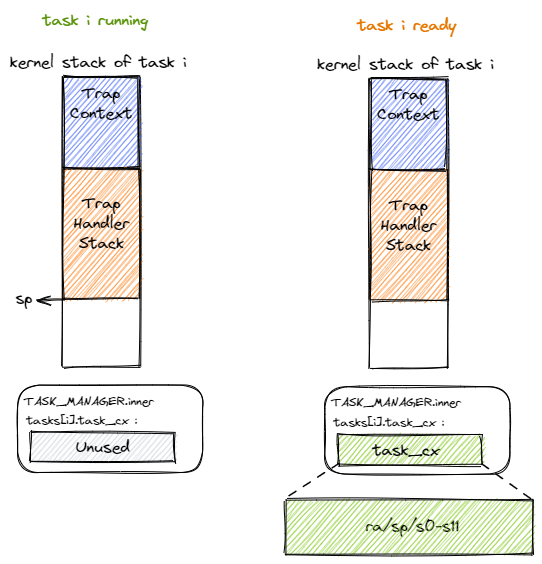 task i running
kernel stack of task i
Trap
Context
Trap
Handler
Stack
sp
TASK_MANAGER.inner
tasks[i].task_cx :
Unused
task i ready
kernel stack of task i
Trap
Context
Trap
Handler
Stack
TASK_MANAGER.inner
tasks[i].task_cx :
task_cx
ra/sp/s0-s11